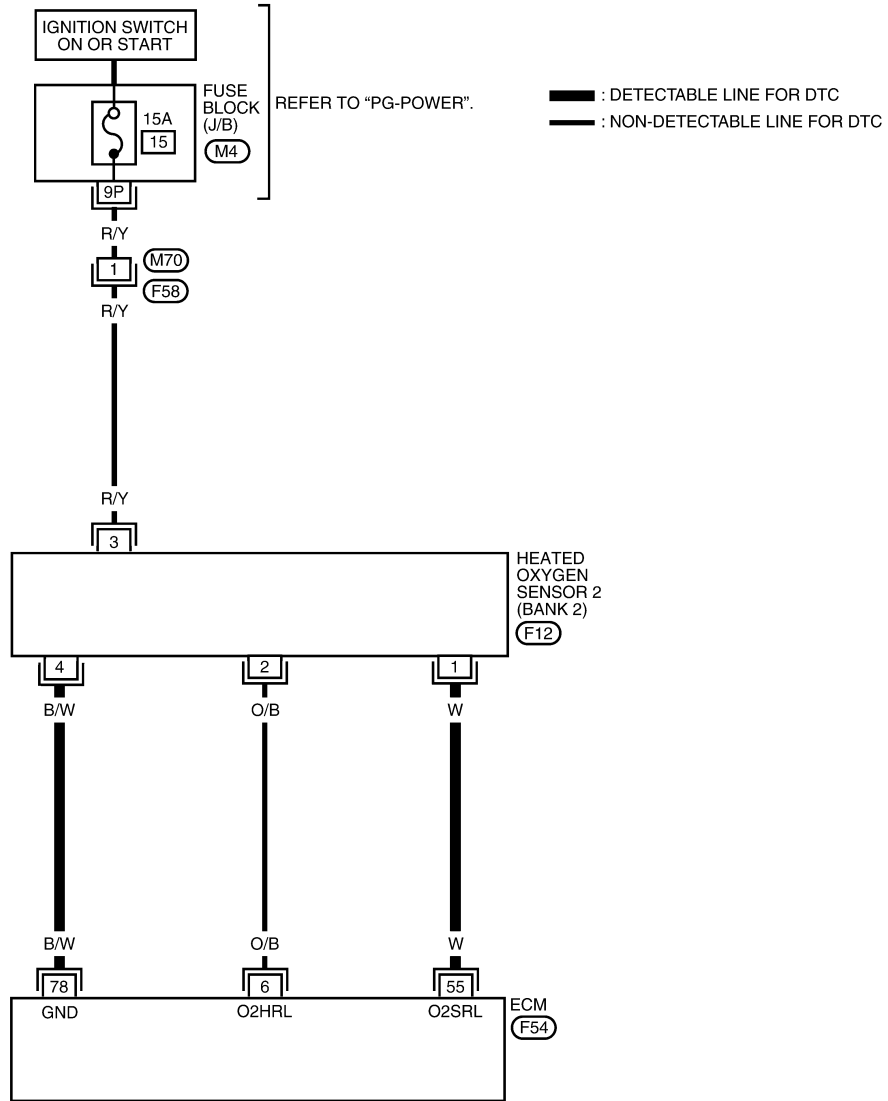 IGNITION SWITCH
ON OR START
FUSE
BLOCK
(J/B)
M4
15A
15
9P
REFER TO “PG-POWER”.
: DETECTABLE LINE FOR DTC
: NON-DETECTABLE LINE FOR DTC
R/Y
1
M70
F58
R/Y
R/Y
3
HEATED
OXYGEN
SENSOR 2
(BANK 2)
F12
4 2 1
B/W O/B W
B/W O/B W
78 6 55
GND O2HRL O2SRL
ECM
F54